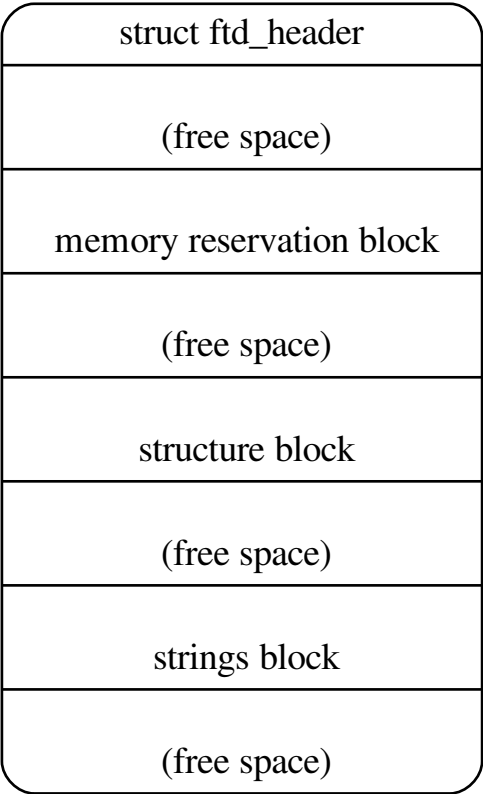 struct ftd_header
(free space)
memory reservation block
(free space)
structure block
(free space)
strings block
(free space)